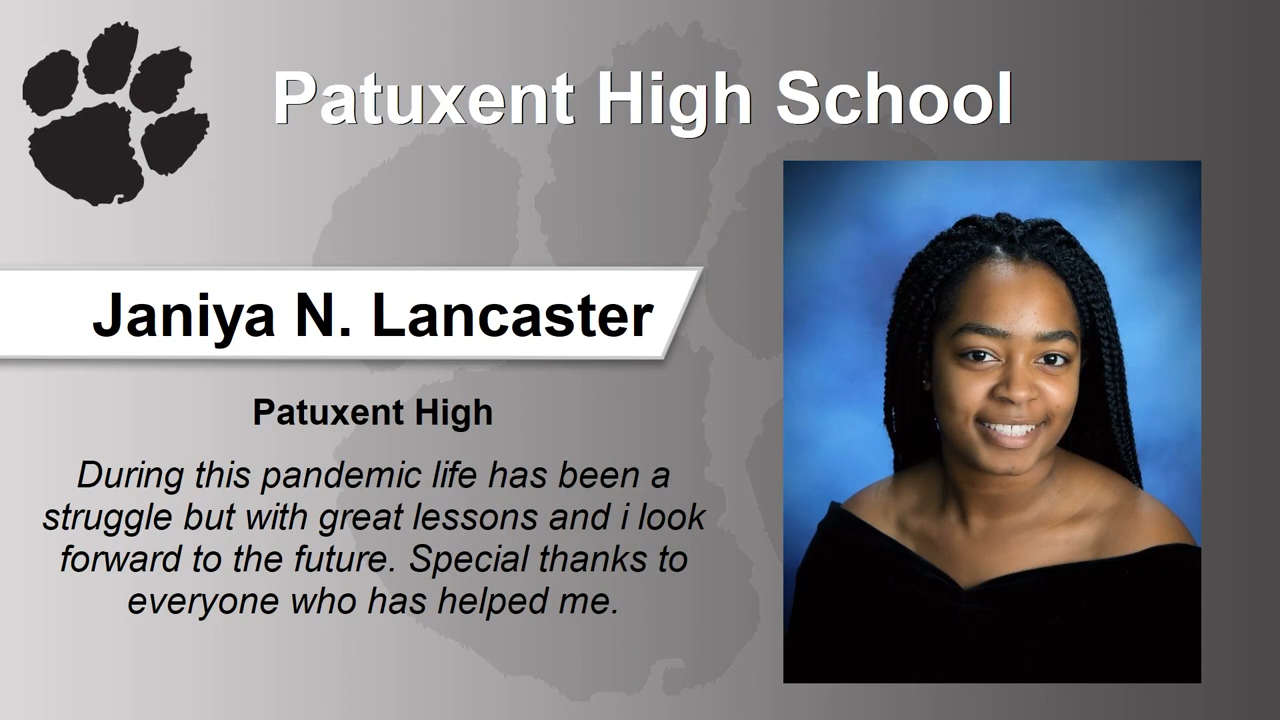 Patuxent High School
Janiya N. Lancaster
Patuxent High
During this pandemic life has been a
struggle but with great lessons and i look
forward to the future. Special thanks to
everyone who has helped me.